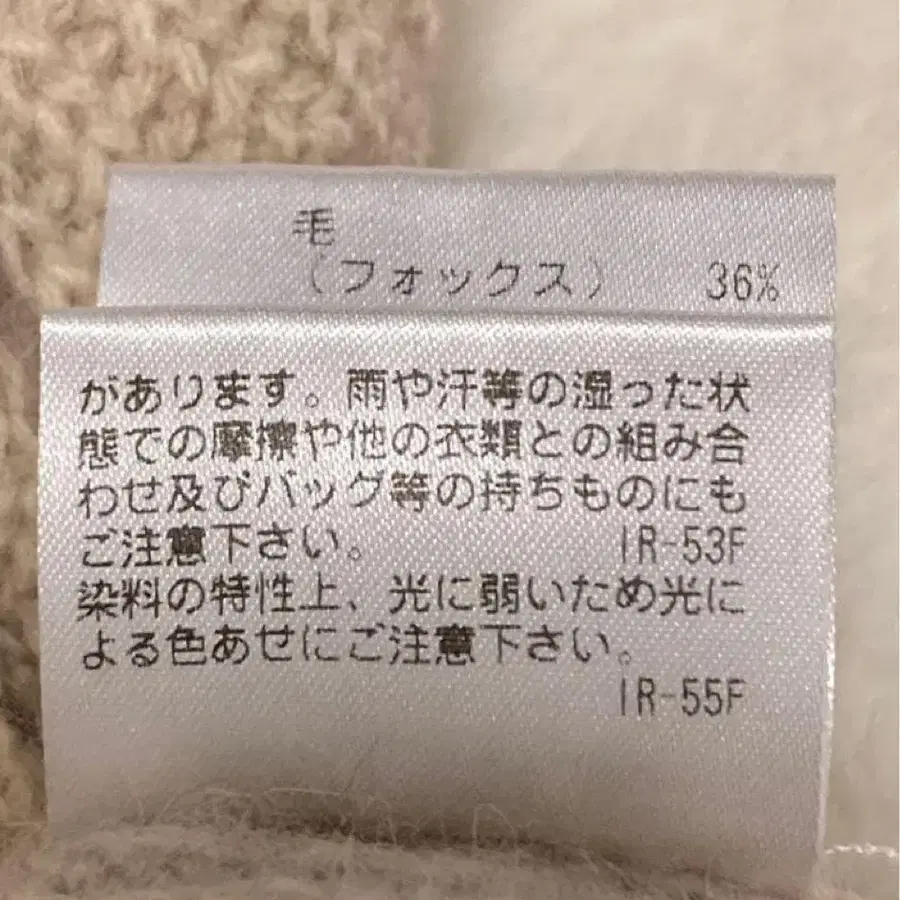 毛
(フォックス) 36%
があります。雨や汗等の湿った状
態での摩擦や他の衣類との組み合
わせ及びバッグ等の持ちものにも
ご注意下さい。 IR-53F
染料の特性上、光に弱いため光に
よる色あせにご注意下さい。
IR-55F